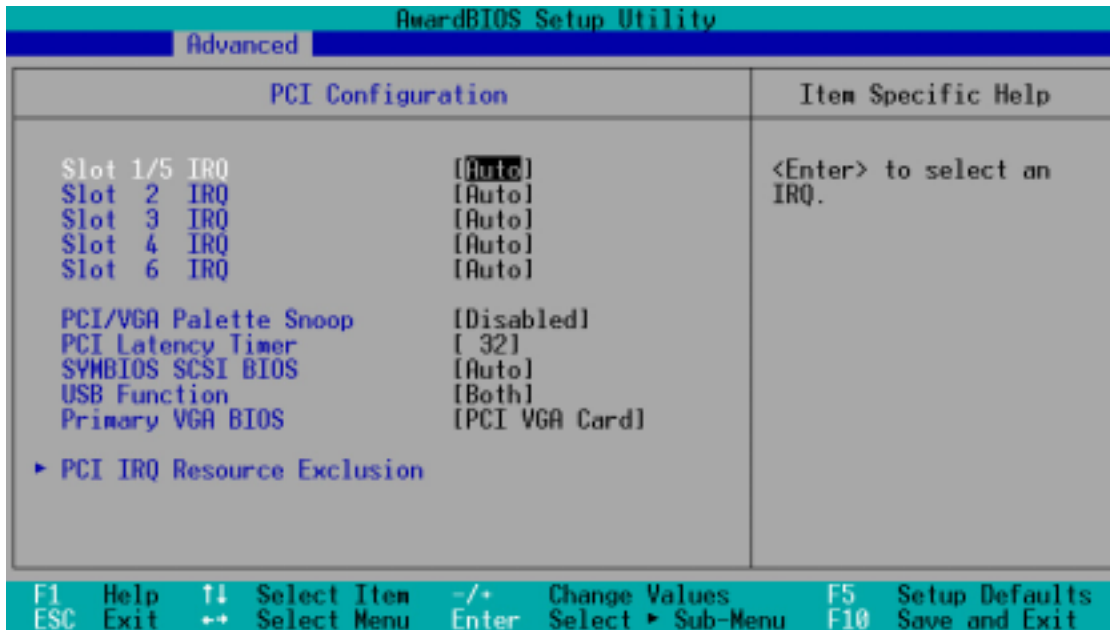 AwardBIOS Setup Utility
Advanced
PCI Configuration
Item Specific Help
Slot 1/5 IRQ [Auto]
Slot 2 IRQ [Auto]
Slot 3 IRQ [Auto]
Slot 4 IRQ [Auto]
Slot 6 IRQ [Auto]
PCI/VGA Palette Snoop [Disabled]
PCI Latency Timer [ 32]
SYMBIOS SCSI BIOS [Auto]
USB Function [Both]
Primary VGA BIOS [PCI VGA Card]
▸ PCI IRQ Resource Exclusion
<Enter> to select an
IRQ.
F1 Help ↑↓ Select Item -/+ Change Values F5 Setup Defaults
ESC Exit ←→ Select Menu Enter Select ▸ Sub-Menu F10 Save and Exit